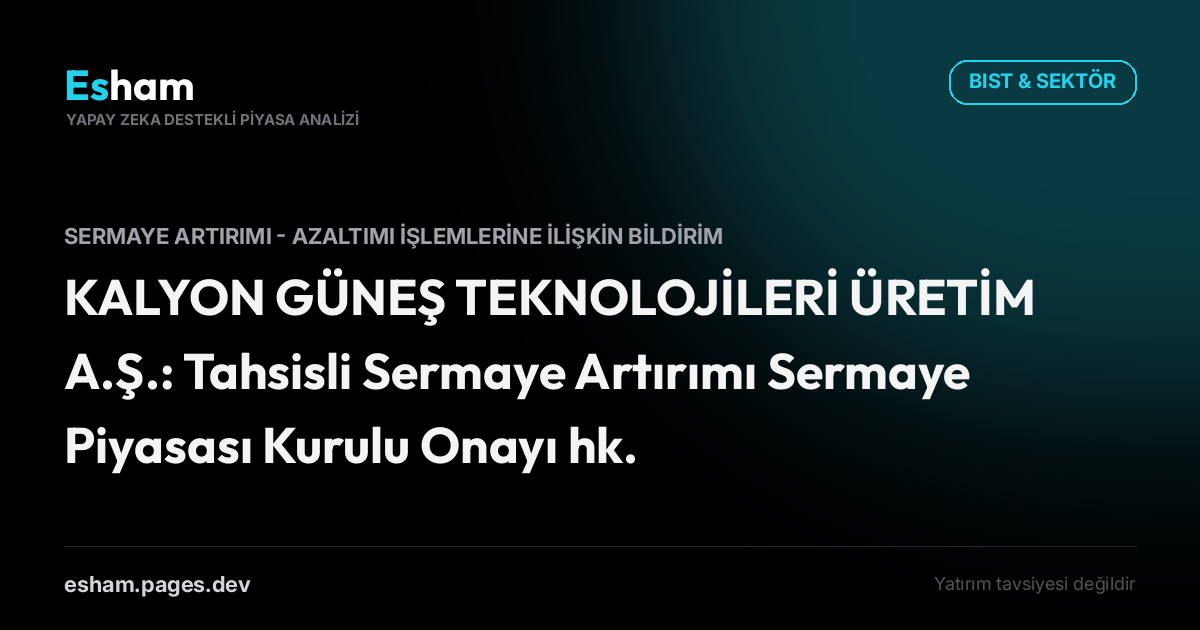 Esham
BIST & SEKTÖR
YAPAY ZEKA DESTEKLİ PİYASA ANALİZİ
SERMAYE ARTIRIMI - AZALTIMI İŞLEMLERİNE İLİŞKİN BİLDİRİM
KALYON GÜNEŞ TEKNOLOJİLERİ ÜRETİM
A.Ş.: Tahsisli Sermaye Artırımı Sermaye
Piyasası Kurulu Onayı hk.
esham.pages.dev
Yatırım tavsiyesi değildir